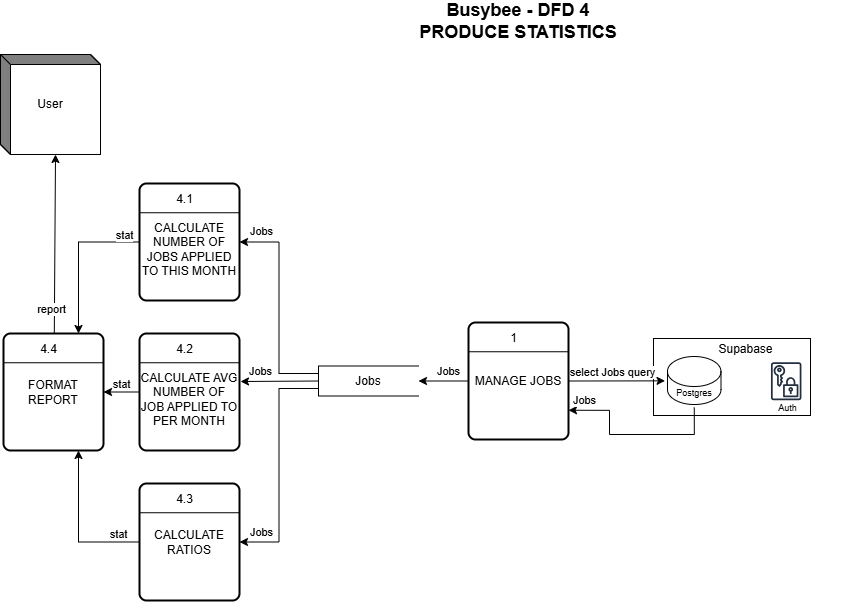 Busybee - DFD 4
PRODUCE STATISTICS
User
4.1
CALCULATE
NUMBER OF
JOBS APPLIED
TO THIS MONTH
stat
Jobs
report
4.4
FORMAT
REPORT
4.2
CALCULATE AVG
NUMBER OF
JOB APPLIED TO
PER MONTH
stat
Jobs
Jobs
Jobs
1
MANAGE JOBS
select Jobs query
Jobs
Supabase
Postgres
Auth
4.3
CALCULATE
RATIOS
stat
Jobs